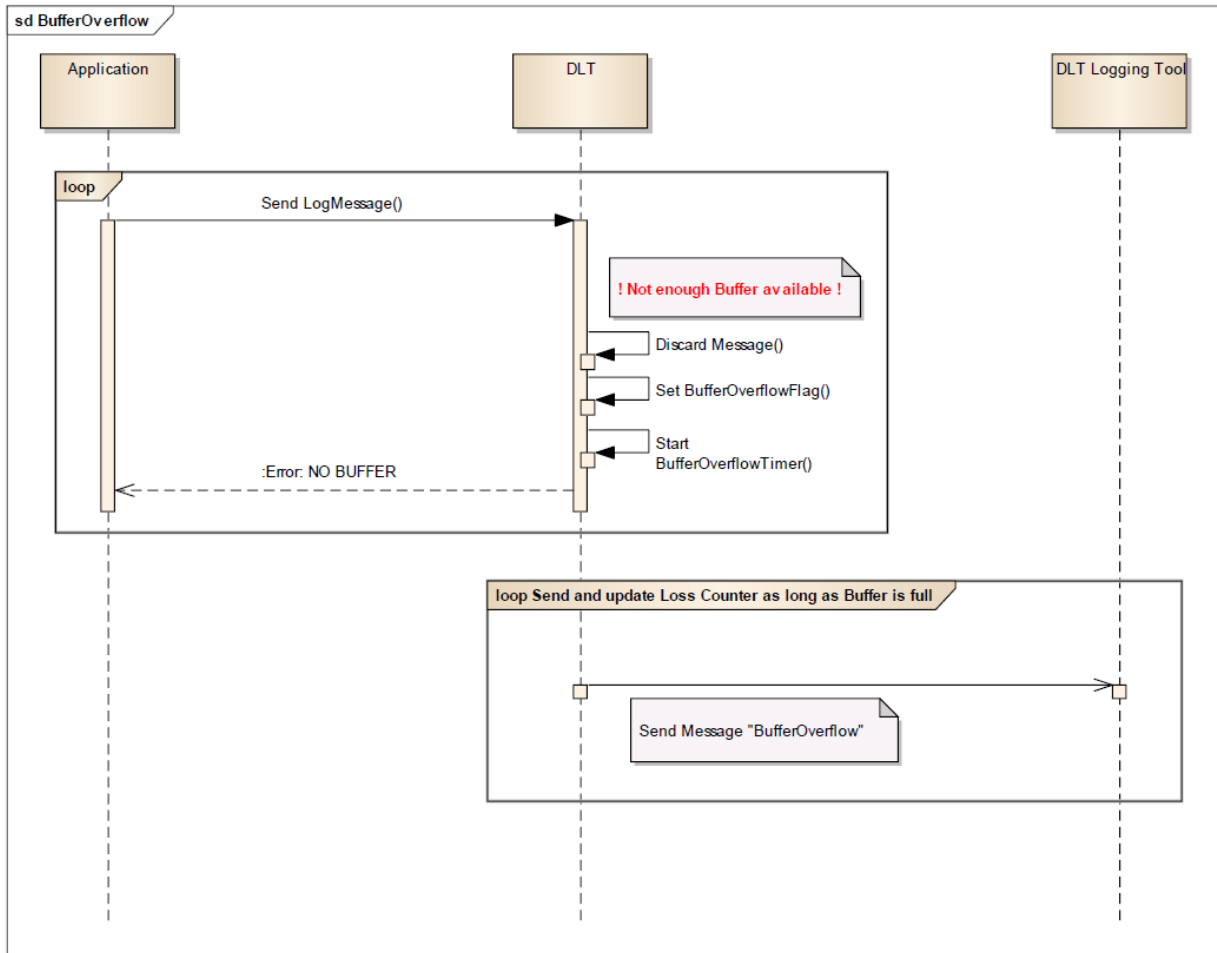 sd BufferOverflow
Application
DLT
DLT Logging Tool
loop
Send LogMessage()
! Not enough Buffer available !
Discard Message()
Set BufferOverflowFlag()
Start
BufferOverflowTimer()
:Error: NO BUFFER
loop Send and update Loss Counter as long as Buffer is full
Send Message "BufferOverflow"